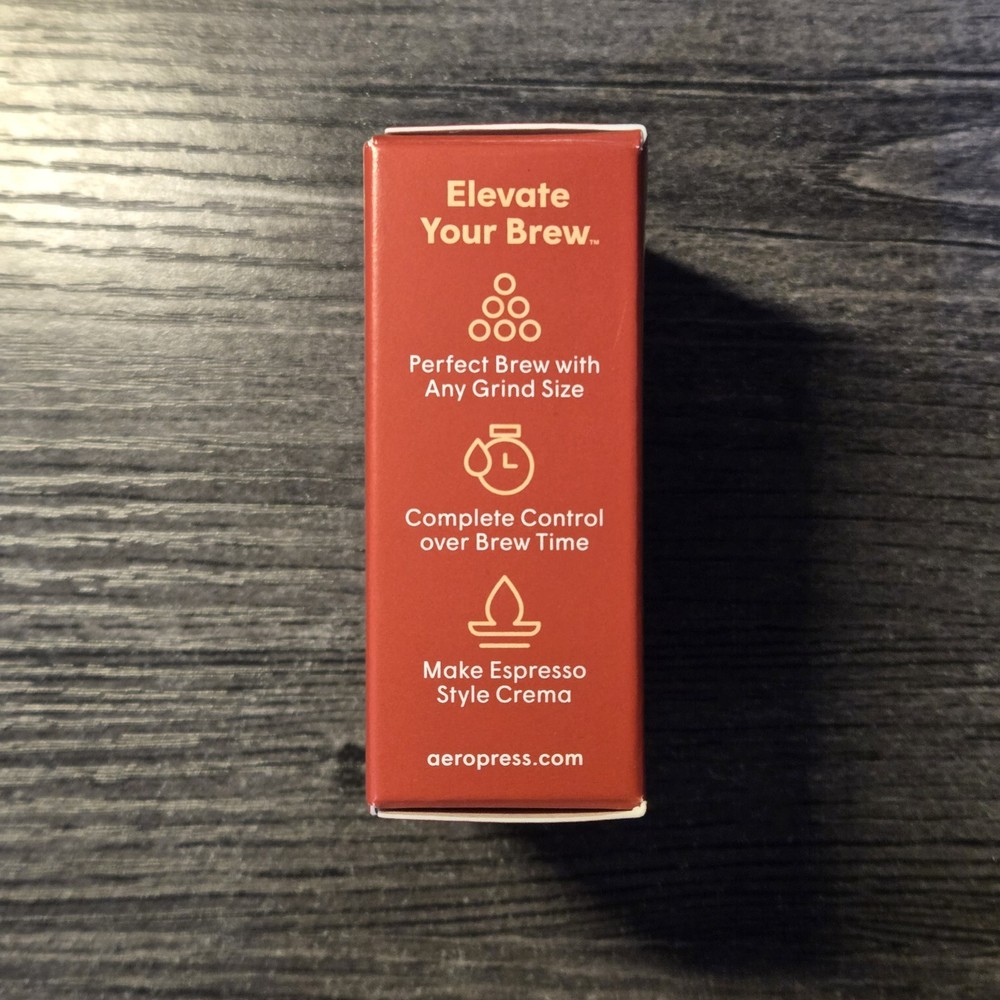 Elevate
Your Brew™
Perfect Brew with
Any Grind Size
Complete Control
over Brew Time
Make Espresso
Style Crema
aeropress.com